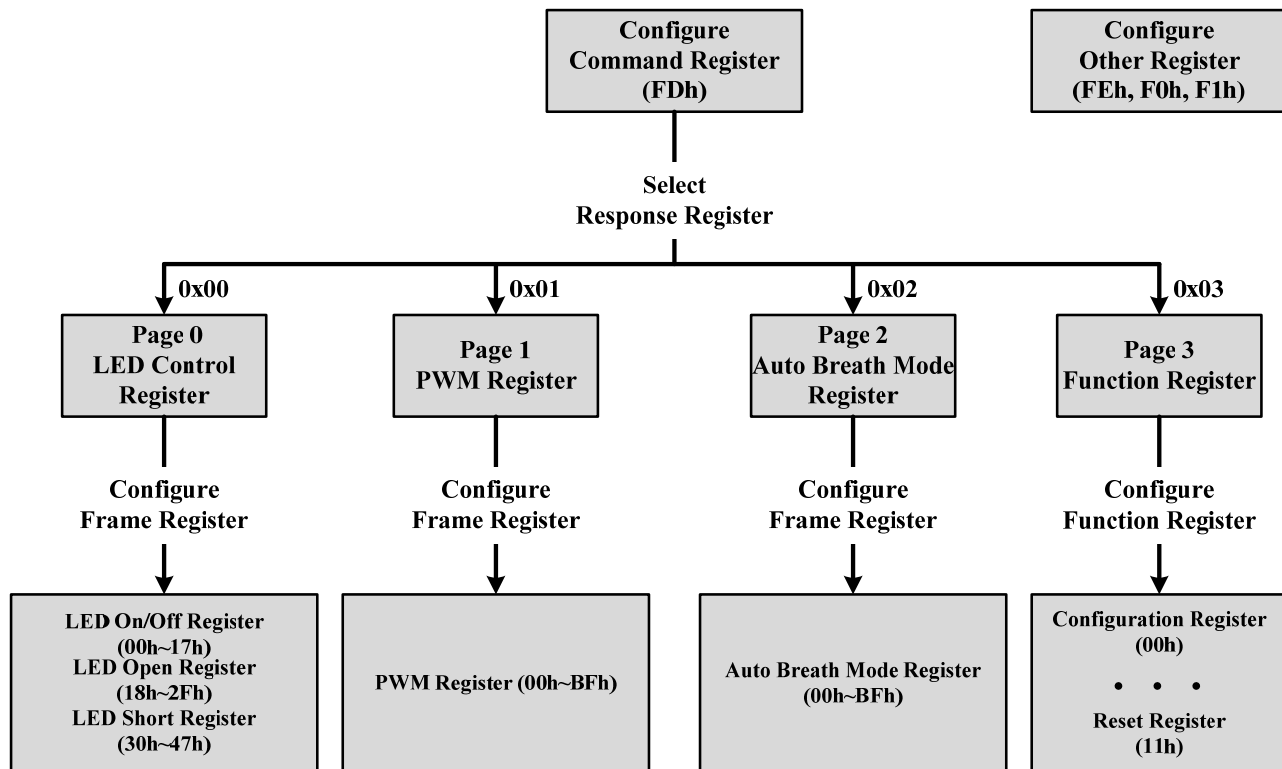 Configure
Command Register
(FDh)
Configure
Other Register
(FEh, F0h, F1h)
Select
Response Register
0x00
0x01
0x02
0x03
Page 0
LED Control
Register
Page 1
PWM Register
Page 2
Auto Breath Mode
Register
Page 3
Function Register
Configure
Frame Register
Configure
Frame Register
Configure
Frame Register
Configure
Function Register
LED On/Off Register
(00h~17h)
LED Open Register
(18h~2Fh)
LED Short Register
(30h~47h)
PWM Register (00h~BFh)
Auto Breath Mode Register
(00h~BFh)
Configuration Register
(00h)
• • •
Reset Register
(11h)